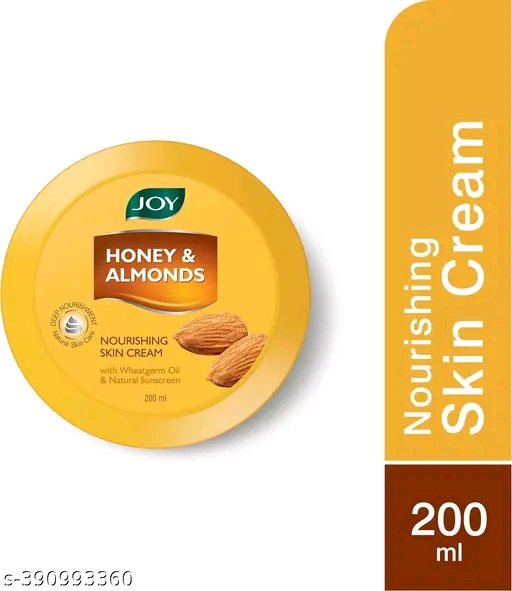 JOY
HONEY &
ALMONDS
DEEP NOURISHMENT
Natural Skin Care
NOURISHING
SKIN CREAM
with Wheatgerm Oil
& Natural Sunscreen
200 ml
Nourishing
Skin Cream
200
ml
s-390993360